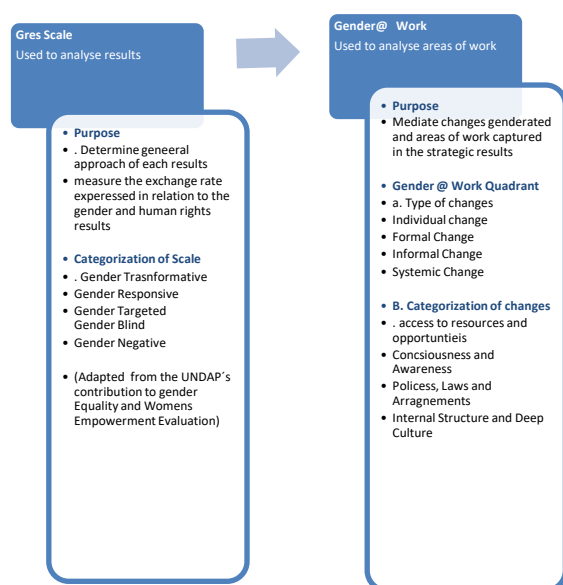 Gres Scale
Used to analyse results
• Purpose
• . Determine geneeral
approach of each results
• measure the exchange rate
experessed in relation to the
gender and human rights
results
• Categorization of Scale
• . Gender Trasnformative
• Gender Responsive
• Gender Targeted
Gender Blind
• Gender Negative
• (Adapted from the UNDAP´s
contribution to gender
Equality and Womens
Empowerment Evaluation)
Gender@ Work
Used to analyse areas of work
• Purpose
• Mediate changes genderated
and areas of work captured
in the strategic results
• Gender @ Work Quadrant
• a. Type of changes
• Individual change
• Formal Change
• Informal Change
• Systemic Change
• B. Categorization of changes
• . access to resources and
opportuntieis
• Concsiousness and
Awareness
• Policess, Laws and
Arragnements
• Internal Structure and Deep
Culture